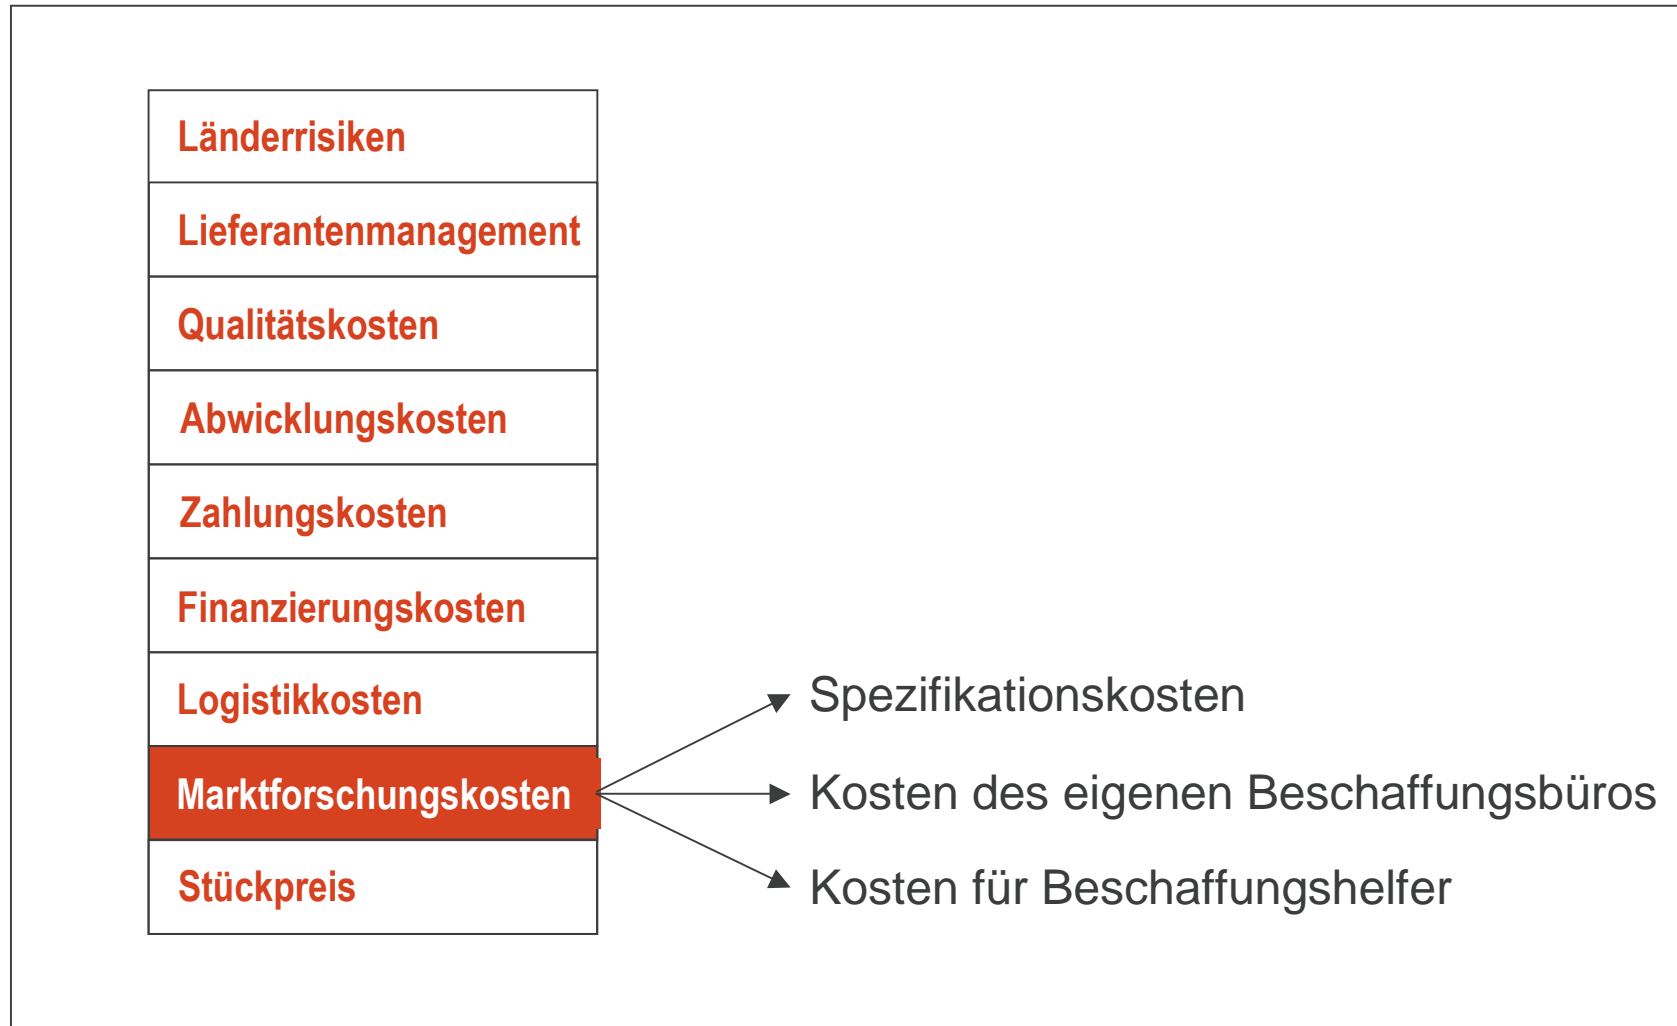 Länderrisiken
Lieferantenmanagement
Qualitätskosten
Abwicklungskosten
Zahlungskosten
Finanzierungskosten
Logistikkosten
Marktforschungskosten
Stückpreis
Spezifikationskosten
Kosten des eigenen Beschaffungsbüros
Kosten für Beschaffungshelfer